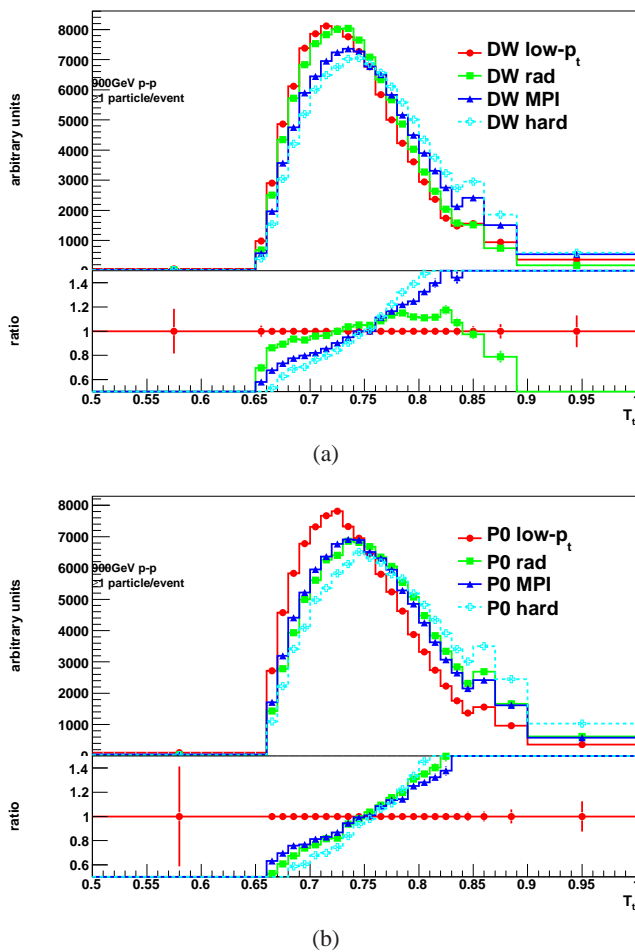 8000
7000
6000
5000
4000
3000
2000
1000
0
arbitrary units
900GeV p-p
>1 particle/event
DW low-pt
DW rad
DW MPI
DW hard
1.4
1.2
1
0.8
0.6
ratio
0.5 0.55 0.6 0.65 0.7 0.75 0.8 0.85 0.9 0.95 1
Tt
(a)
8000
7000
6000
5000
4000
3000
2000
1000
0
arbitrary units
900GeV p-p
>1 particle/event
P0 low-pt
P0 rad
P0 MPI
P0 hard
1.4
1.2
1
0.8
0.6
ratio
0.5 0.55 0.6 0.65 0.7 0.75 0.8 0.85 0.9 0.95 1
Tt
(b)